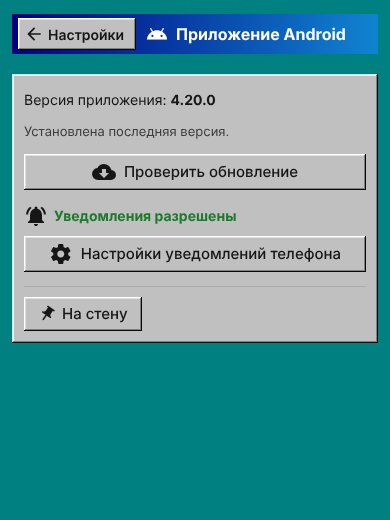 Настройки
Приложение Android
Версия приложения: 4.20.0
Установлена последняя версия.
Проверить обновление
Уведомления разрешены
Настройки уведомлений телефона
На стену